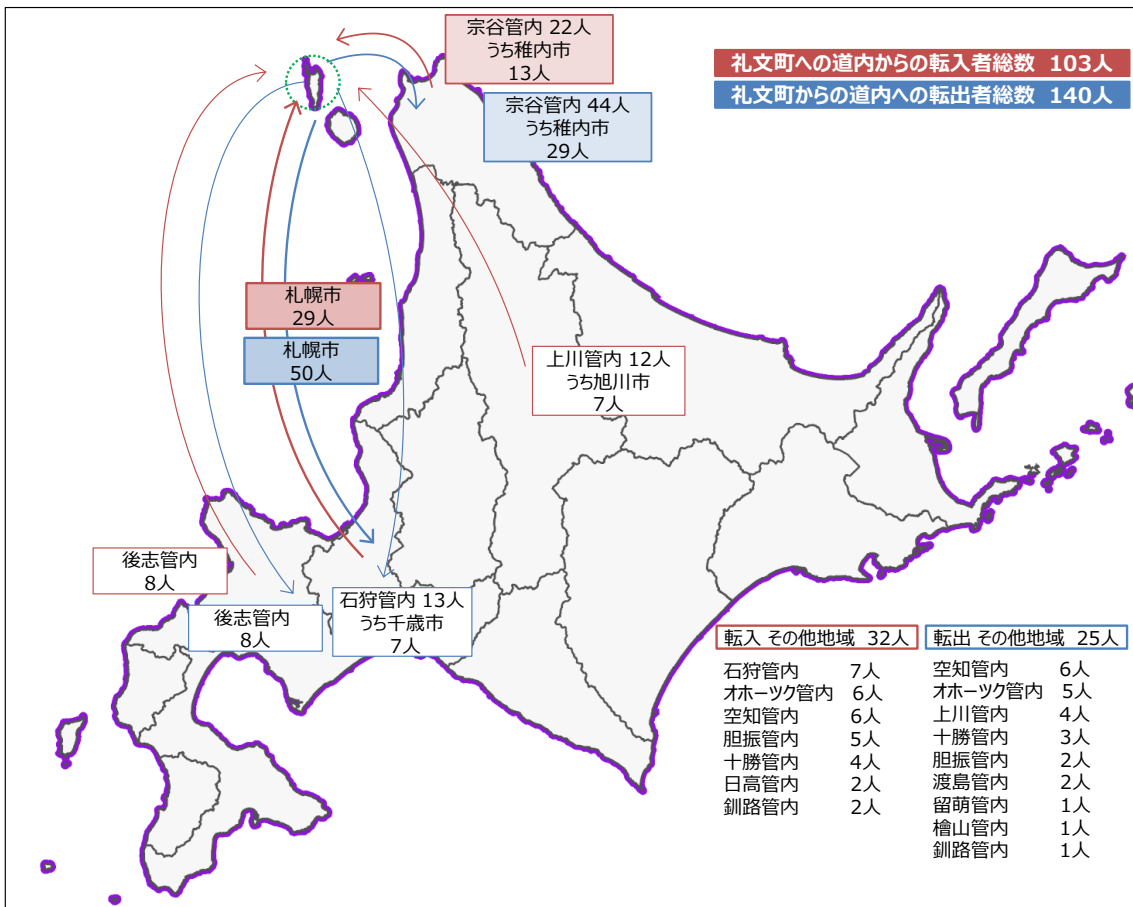 宗谷管内 22人
うち稚内市
13人
礼文町への道内からの転入者総数 103人
礼文町からの道内への転出者総数 140人
宗谷管内 44人
うち稚内市
29人
札幌市
29人
札幌市
50人
上川管内 12人
うち旭川市
7人
後志管内
8人
後志管内
8人
石狩管内 13人
うち千歳市
7人
転入 その他地域 32人
石狩管内 7人
オホーツク管内 6人
空知管内 6人
胆振管内 5人
十勝管内 4人
日高管内 2人
釧路管内 2人
転出 その他地域 25人
空知管内 6人
オホーツク管内 5人
上川管内 4人
十勝管内 3人
胆振管内 2人
渡島管内 2人
留萌管内 1人
檜山管内 1人
釧路管内 1人